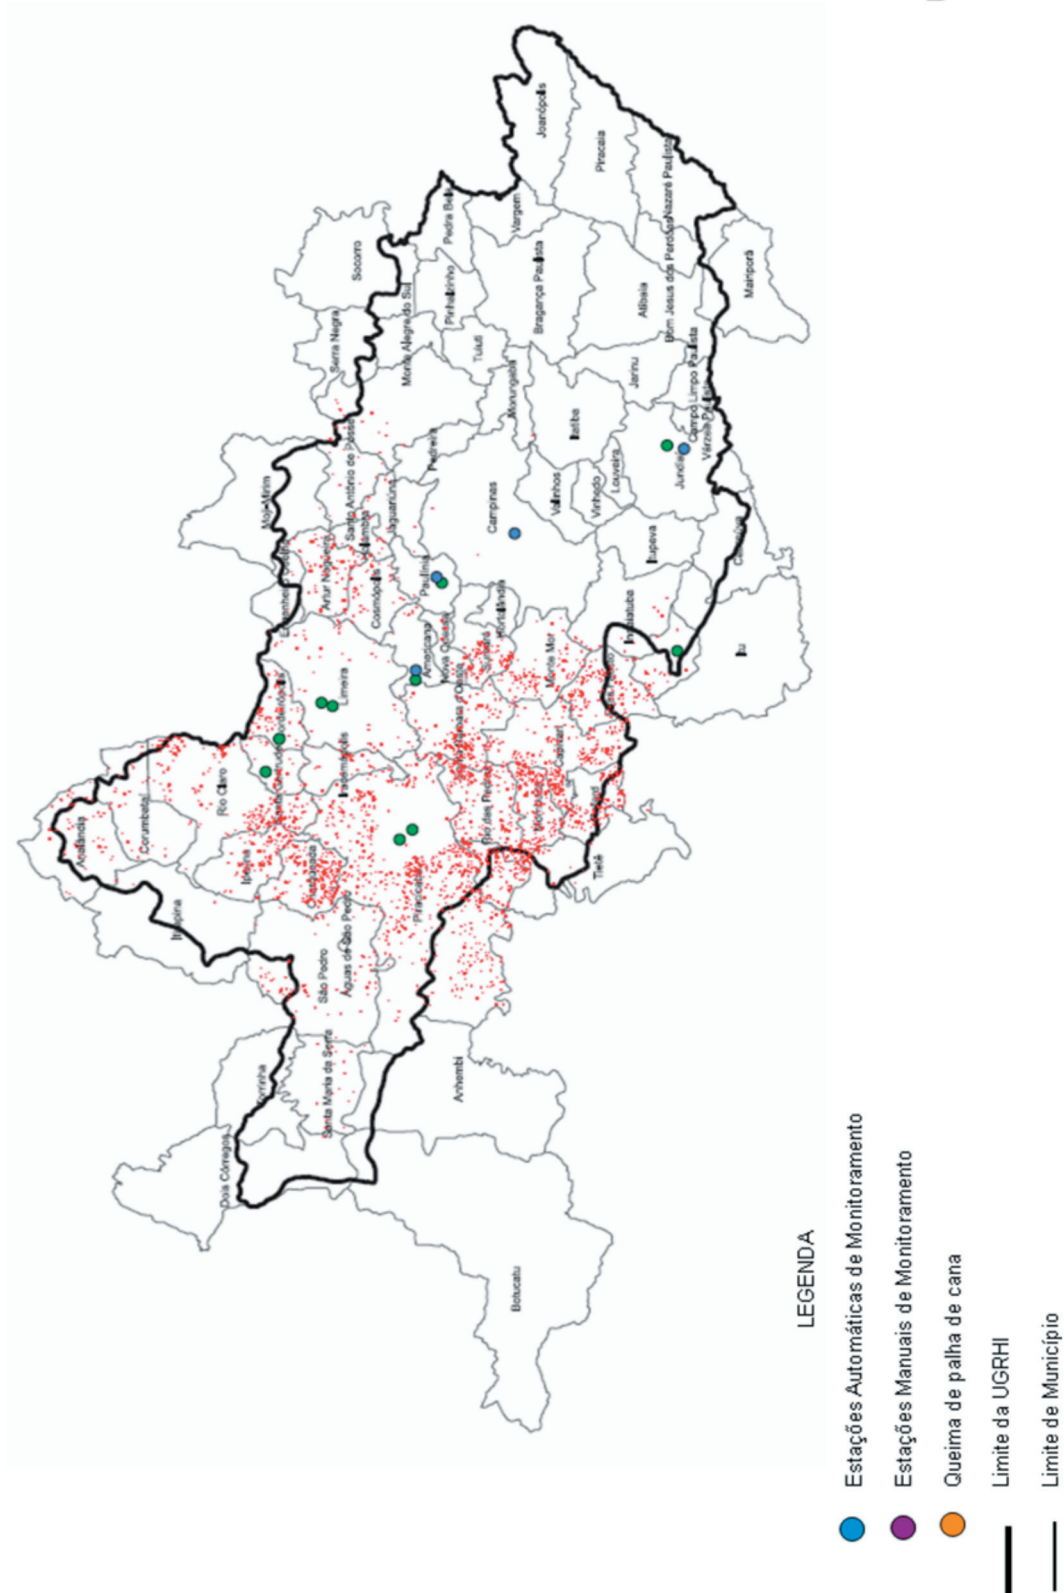 Joanópolis
Piracaia
Nazaré Paulista
Vargem
Pedra Bela
Socorro
Bragança Paulista
Pinhalzinho
Bom Jesus dos Perdões
Mairiporã
Atibaia
Monte Alegre do Sul
Serra Negra
Tuiuti
Jarinu
Campo Limpo Paulista
Várzea Paulista
Morungaba
Itatiba
Pedreira
Louveira
Jundiaí
Santo Antônio de Posse
Moji-Mirim
Campinas
Valinhos
Vinhedo
Jaguariúna
Holambra
Itupeva
Cabreúva
Artur Nogueira
Cosmópolis
Paulínia
Hortolândia
Indaiatuba
Itu
Americana
Nova Odessa
Sumaré
Monte Mor
Limeira
Cordeirópolis
Santa Bárbara d'Oeste
Capivari
Santa Gertrudes
Iracemápolis
Rio Claro
Rio das Pedras
Mombuca
Corumbataí
Analândia
Ipeúna
Charqueada
Piracicaba
Tietê
Itirapina
São Pedro
Águas de São Pedro
Santa Maria da Serra
Torrinha
Anhembi
Dois Córregos
Botucatu
LEGENDA
Estações Automáticas de Monitoramento
Estações Manuais de Monitoramento
Queima de palha de cana
Limite da UGRHI
Limite de Município